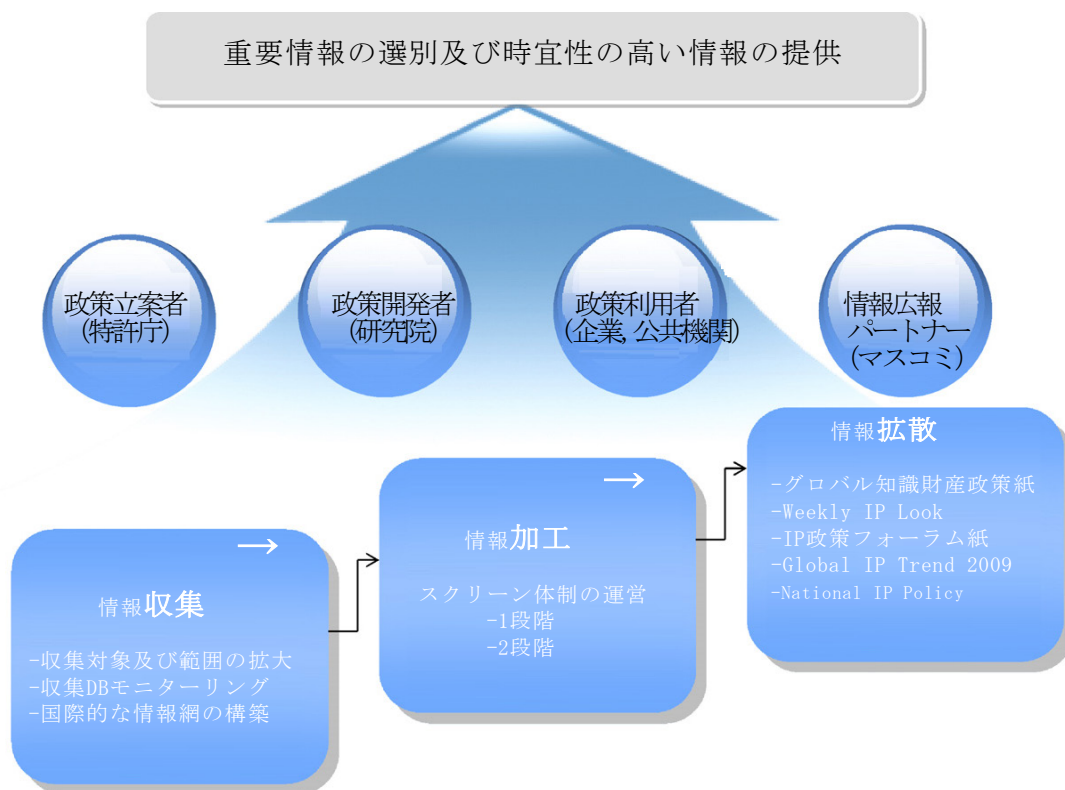 重要情報の選別及び時宜性の高い情報の提供
政策立案者
(特許庁)
政策開発者
(研究院)
政策利用者
(企業, 公共機関)
情報広報
パートナー
(マスコミ)
情報収集
-収集対象及び範囲の拡大
-収集DBモニターリング
-国際的な情報網の構築
情報加工
スクリーン体制の運営
-1段階
-2段階
情報拡散
-グロバル知識財産政策紙
-Weekly IP Look
-IP政策フォーラム紙
-Global IP Trend 2009
-National IP Policy